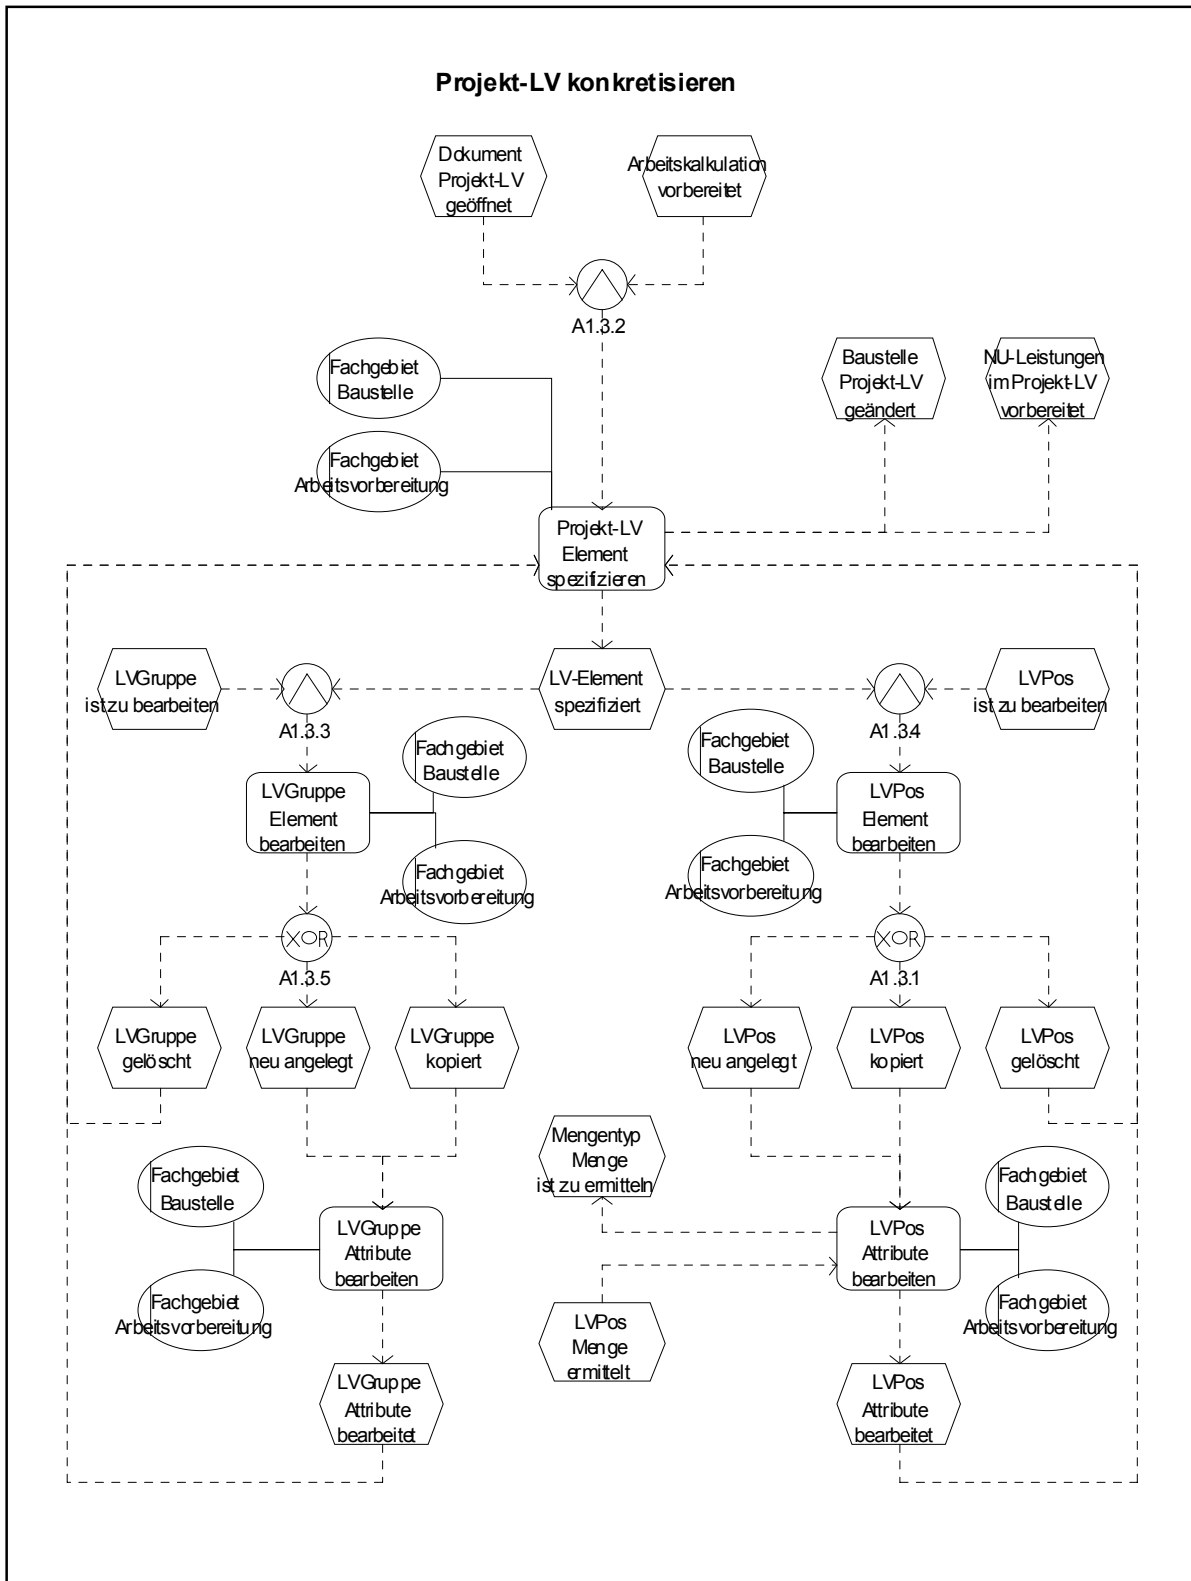 Projekt-LV konkretisieren
Dokument
Projekt-LV
geöffnet
Arbeitskalkulation
vorbereitet
A1.3.2
Fachgebiet
Baustelle
Baustelle
Projekt-LV
geändert
NU-Leistungen
im Projekt-LV
vorbereitet
Fachgebiet
Arbeitsvorbereitung
Projekt-LV
Element
spezifizieren
LVGruppe
ist zu bearbeiten
LV-Element
spezifiziert
LVPos
ist zu bearbeiten
A1.3.3
A1.3.4
Fachgebiet
Baustelle
Fachgebiet
Baustelle
LVGruppe
Element
bearbeiten
LVPos
Element
bearbeiten
Fachgebiet
Arbeitsvorbereitung
Fachgebiet
Arbeitsvorbereitung
XOR
XOR
A1.3.5
A1.3.1
LVGruppe
gelöscht
LVGruppe
neu angelegt
LVGruppe
kopiert
LVPos
neu angelegt
LVPos
kopiert
LVPos
gelöscht
Mengentyp
Menge
ist zu ermitteln
Fachgebiet
Baustelle
Fachgebiet
Baustelle
LVGruppe
Attribute
bearbeiten
LVPos
Attribute
bearbeiten
Fachgebiet
Arbeitsvorbereitung
LVPos
Menge
ermittelt
Fachgebiet
Arbeitsvorbereitung
LVGruppe
Attribute
bearbeitet
LVPos
Attribute
bearbeitet